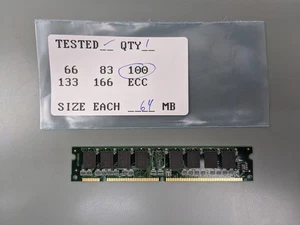 TESTED ✓ QTY 1
66 83 100
133 166 ECC
SIZE EACH 64 MB